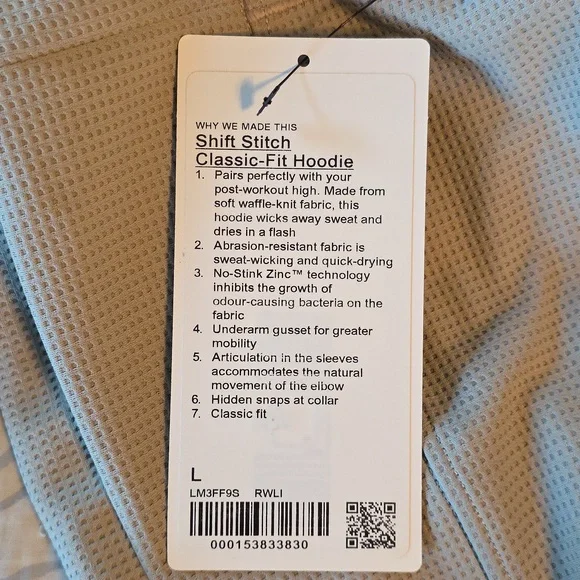 WHY WE MADE THIS
Shift Stitch
Classic-Fit Hoodie
1. Pairs perfectly with your
post-workout high. Made from
soft waffle-knit fabric, this
hoodie wicks away sweat and
dries in a flash
2. Abrasion-resistant fabric is
sweat-wicking and quick-drying
3. No-Stink Zinc™ technology
inhibits the growth of
odour-causing bacteria on the
fabric
4. Underarm gusset for greater
mobility
5. Articulation in the sleeves
accommodates the natural
movement of the elbow
6. Hidden snaps at collar
7. Classic fit
L
LM3FF9S RWLI
000153833830